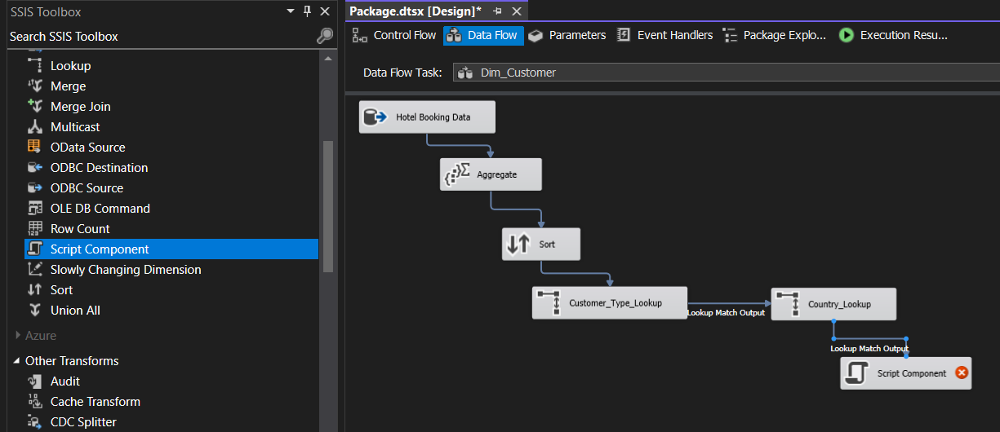 SSIS Toolbox
Search SSIS Toolbox
Lookup
Merge
Merge Join
Multicast
OData Source
ODBC Destination
ODBC Source
OLE DB Command
Row Count
Script Component
Slowly Changing Dimension
Sort
Union All
Azure
Other Transforms
Audit
Cache Transform
CDC Splitter
Package.dtsx [Design]*
Control Flow Data Flow Parameters Event Handlers Package Explo... Execution Resu...
Data Flow Task: Dim_Customer
Hotel Booking Data
Aggregate
Sort
Customer_Type_Lookup
Lookup Match Output
Country_Lookup
Lookup Match Output
Script Component